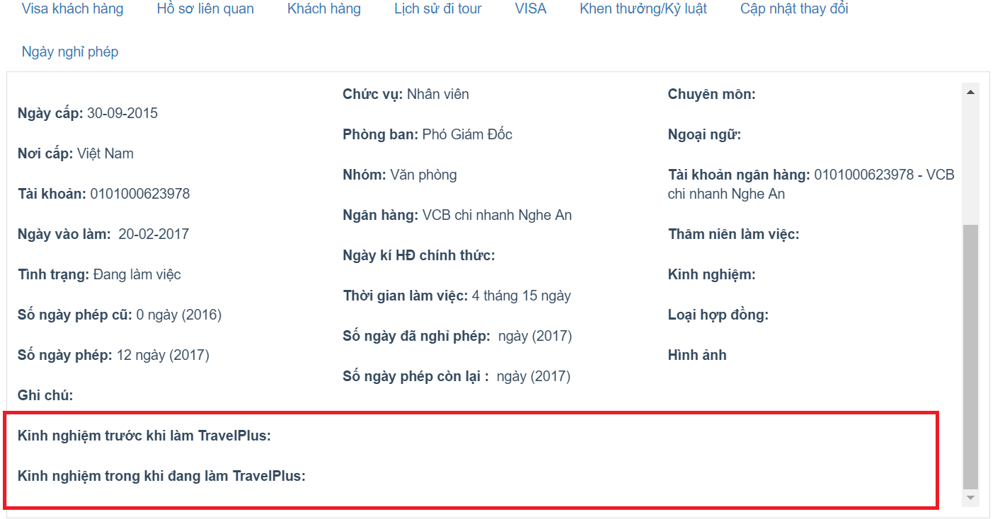 Visa khách hàng Hồ sơ liên quan Khách hàng Lịch sử đi tour VISA Khen thưởng/Kỷ luật Cập nhật thay đổi
Ngày nghỉ phép
Ngày cấp: 30-09-2015
Nơi cấp: Việt Nam
Tài khoản: 0101000623978
Ngày vào làm: 20-02-2017
Tình trạng: Đang làm việc
Số ngày phép cũ: 0 ngày (2016)
Số ngày phép: 12 ngày (2017)
Ghi chú:
Chức vụ: Nhân viên
Phòng ban: Phó Giám Đốc
Nhóm: Văn phòng
Ngân hàng: VCB chi nhanh Nghe An
Ngày kí HĐ chính thức:
Thời gian làm việc: 4 tháng 15 ngày
Số ngày đã nghỉ phép: ngày (2017)
Số ngày phép còn lại : ngày (2017)
Chuyên môn:
Ngoại ngữ:
Tài khoản ngân hàng: 0101000623978 - VCB
chi nhanh Nghe An
Thâm niên làm việc:
Kinh nghiệm:
Loại hợp đồng:
Hình ảnh
Kinh nghiệm trước khi làm TravelPlus:
Kinh nghiệm trong khi đang làm TravelPlus: